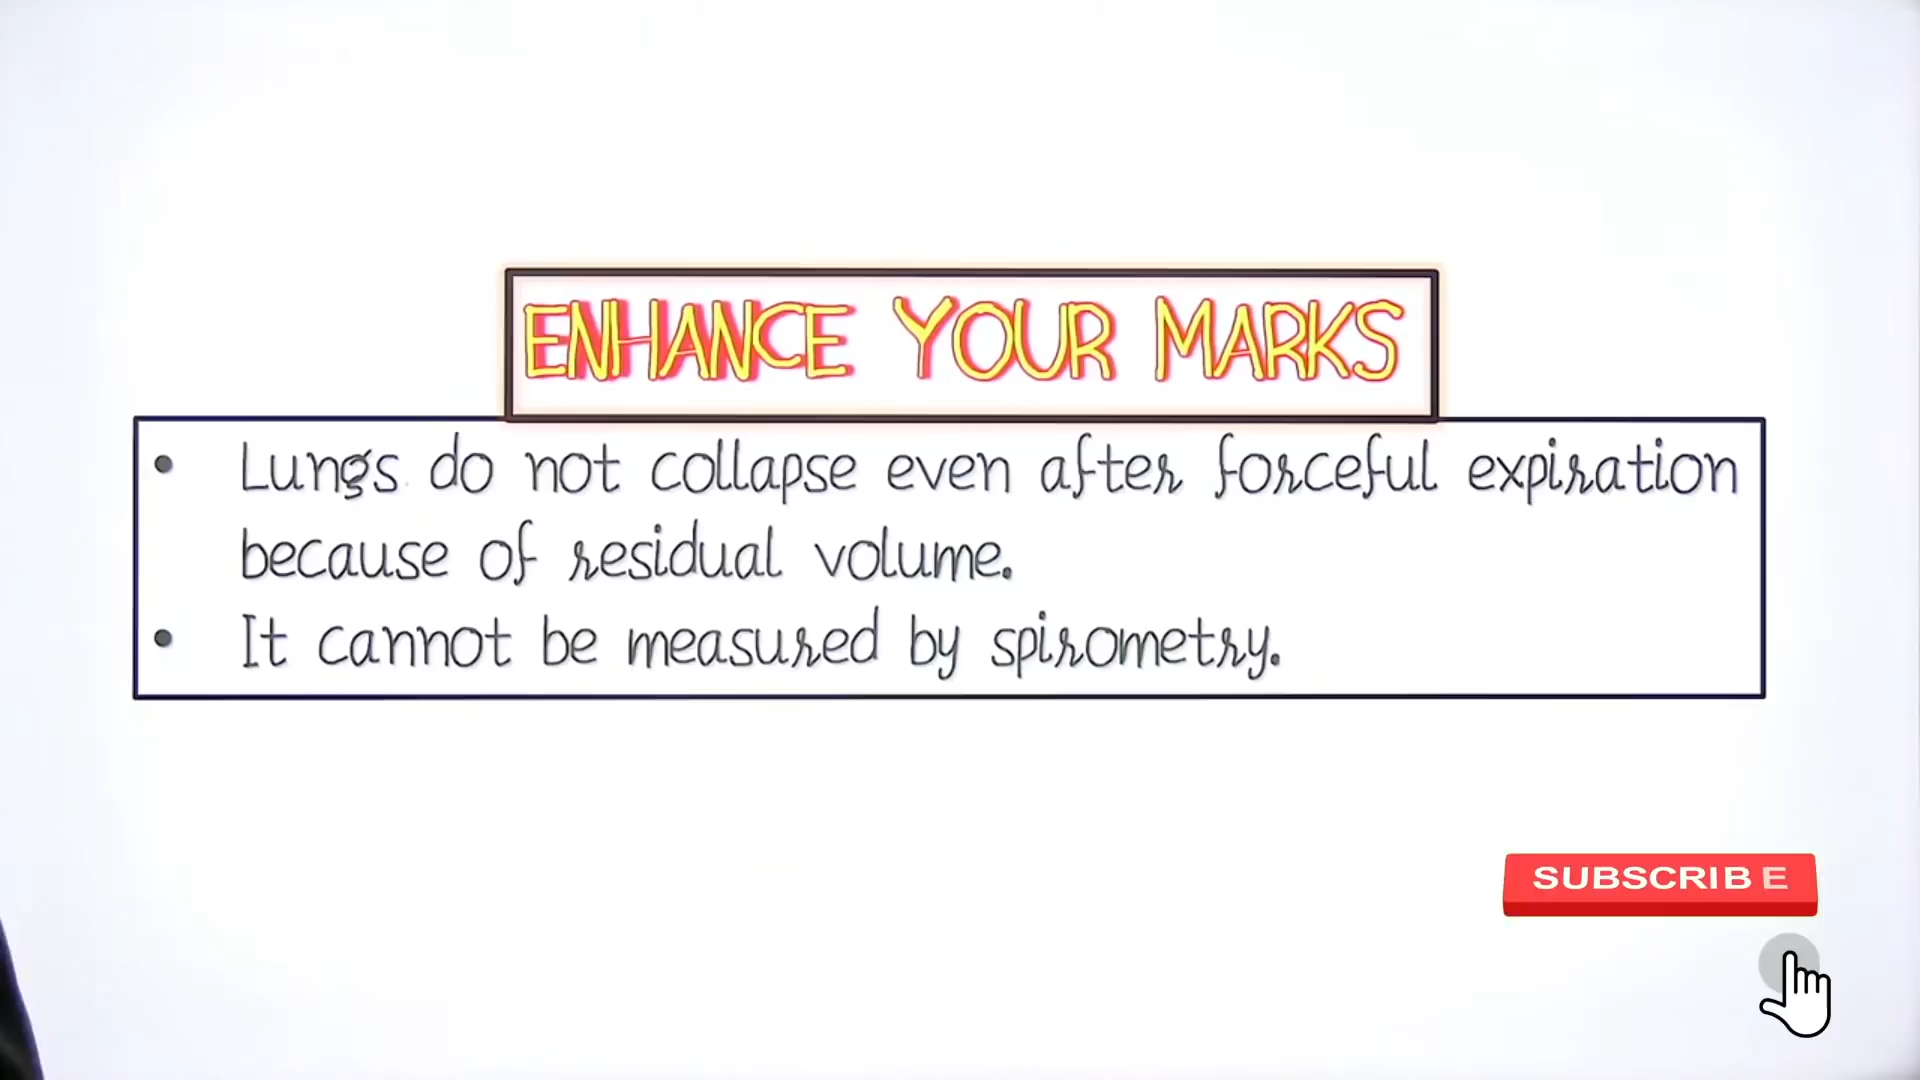 ENHANCE YOUR MARKS
• Lungs do not collapse even after forceful expiration
because of residual volume.
• It cannot be measured by spirometry.
SUBSCRIBE